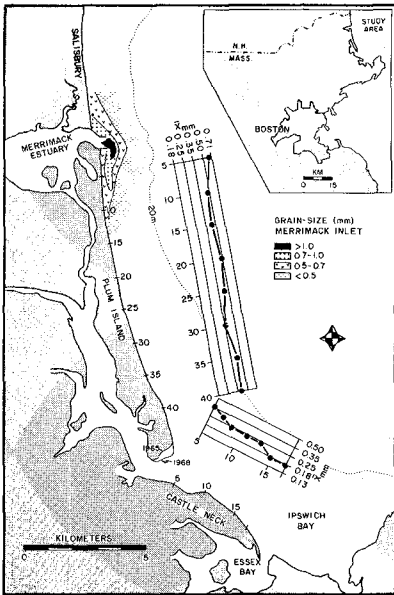 STUDY
AREA
N.H.
MASS.
BOSTON
KM
0 15
SALISBURY
MERRIMACK
ESTUARY
20m
X̄mm
0.18
0.25
0.35
0.50
0.71
5
10
15
20
25
30
35
40
GRAIN-SIZE (mm)
MERRIMACK INLET
>1.0
0.7-1.0
0.5-0.7
<0.5
PLUM ISLAND
10
15
20
25
30
35
40
1965
1968
0.50
0.35
0.25
0.18
0.13
X̄mm
5
10
15
CASTLE NECK
5
10
15
IPSWICH
BAY
ESSEX
BAY
KILOMETERS
0 5